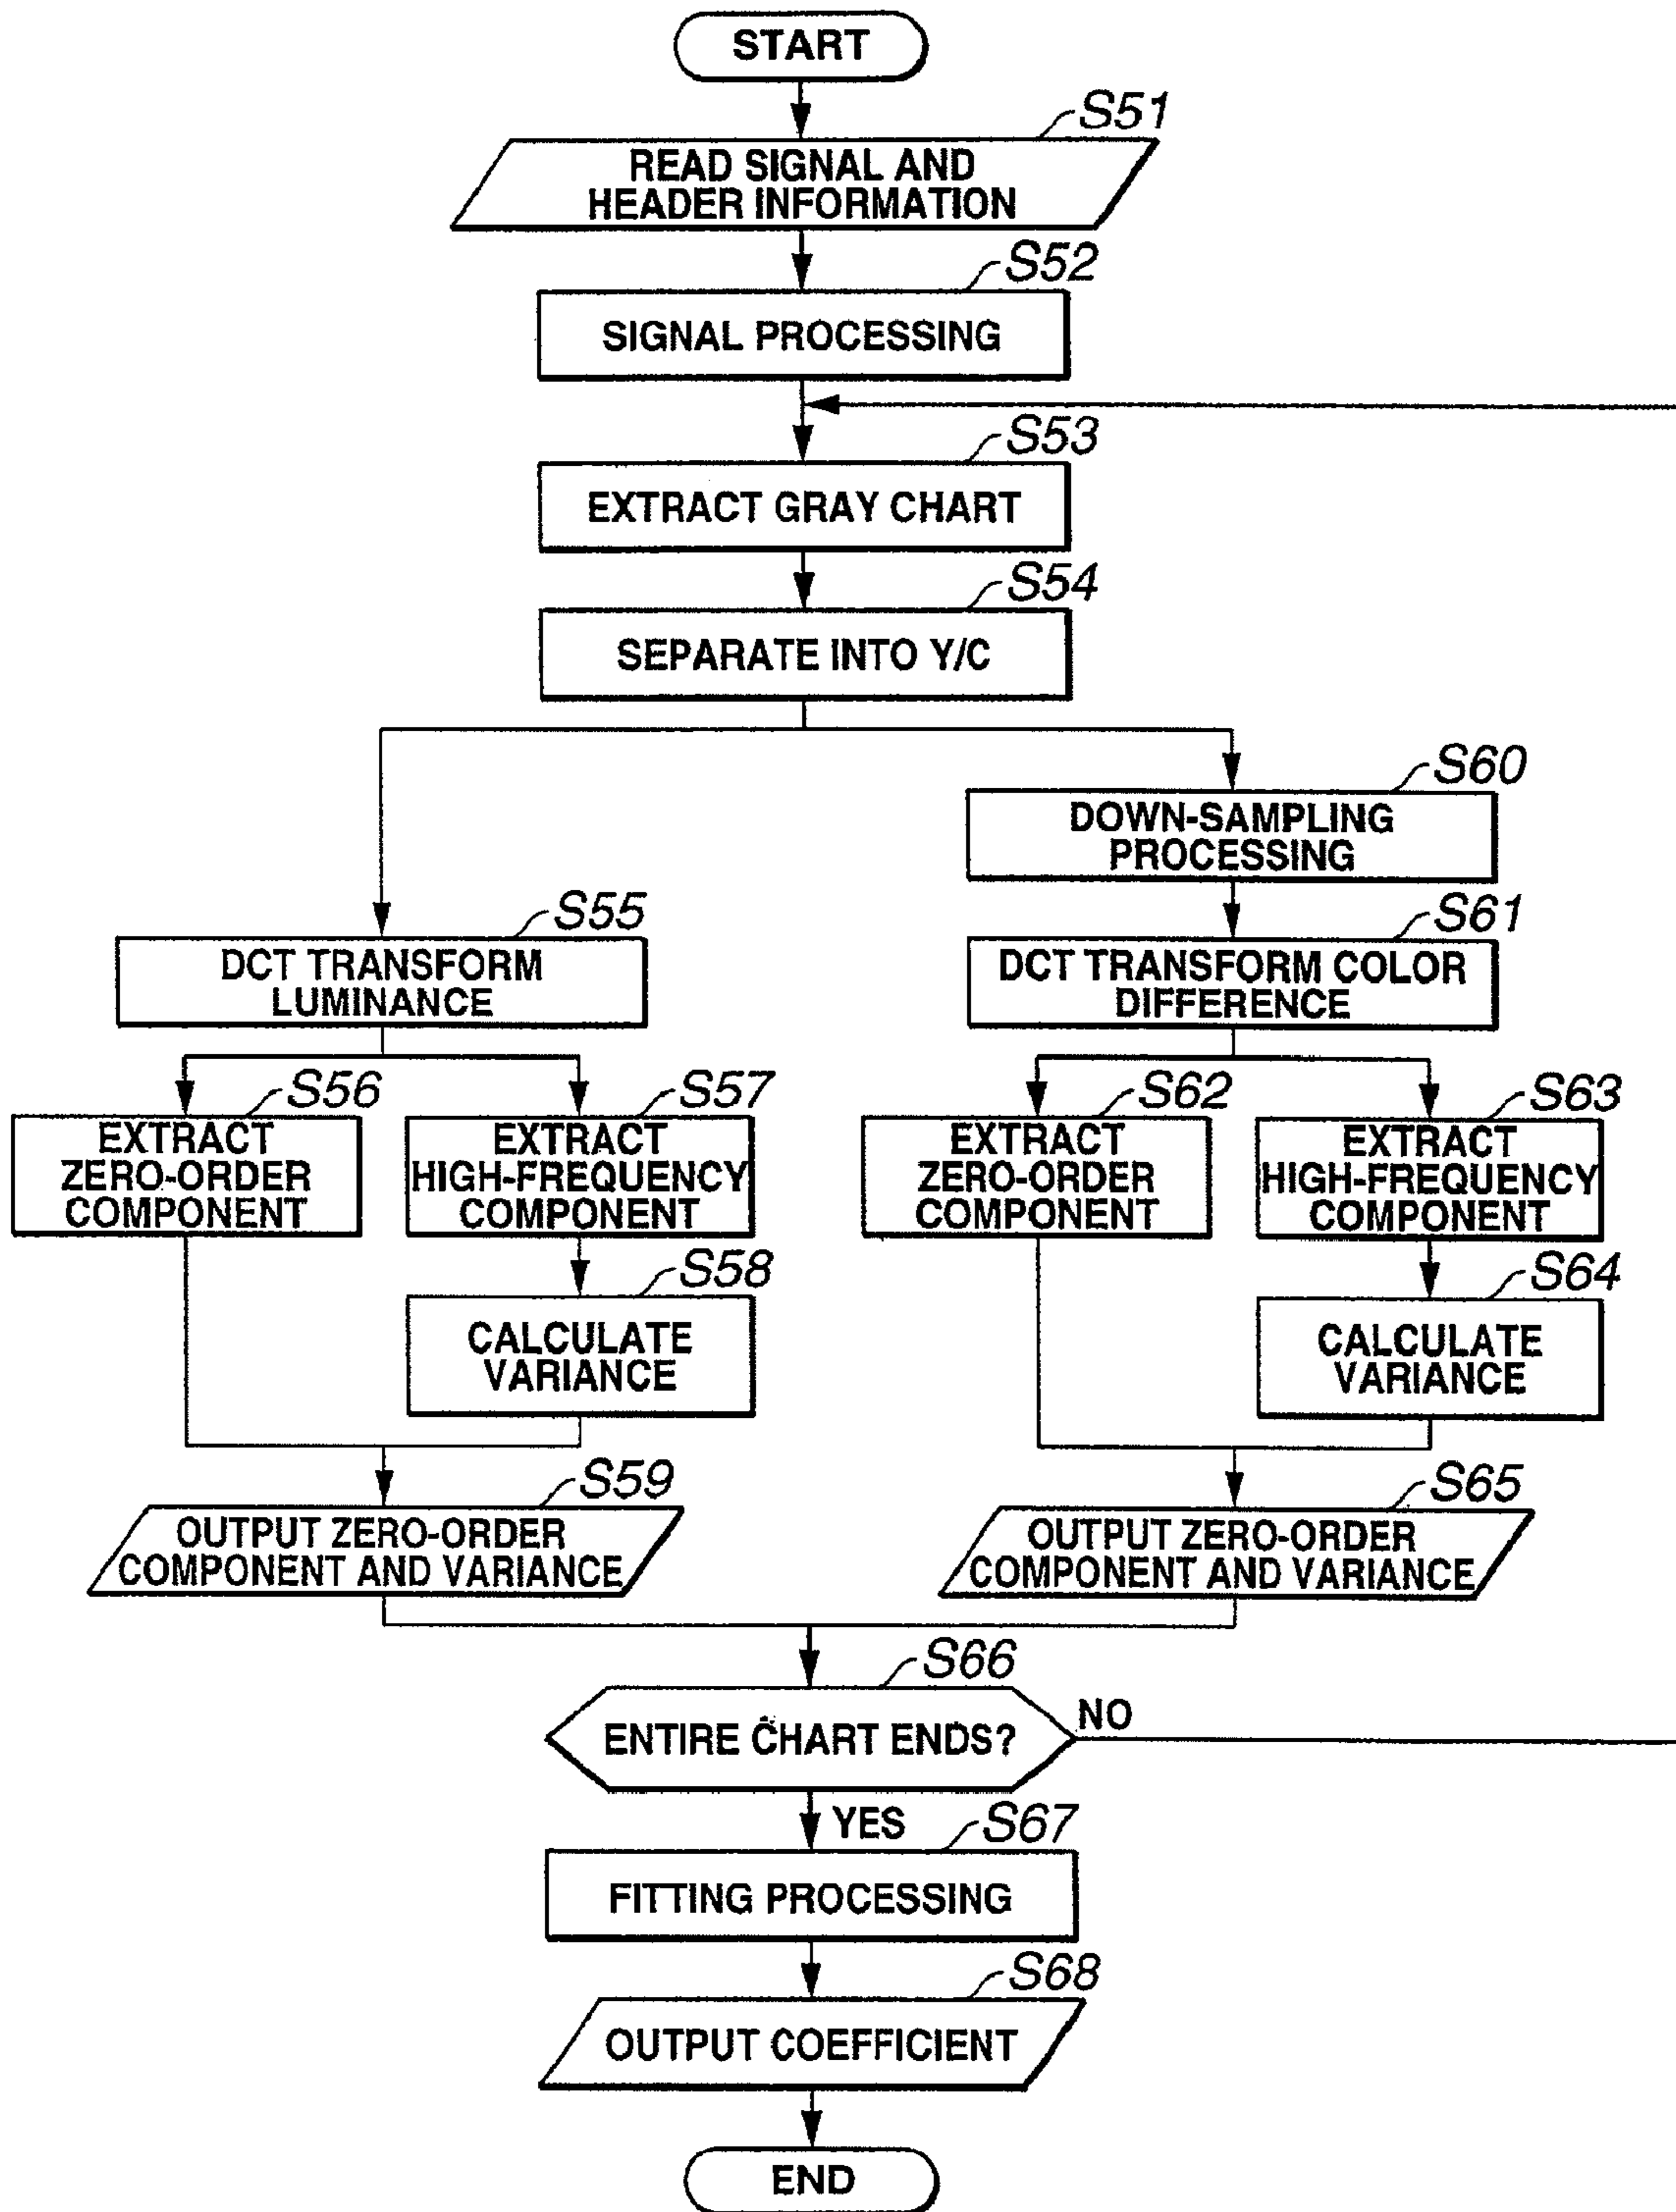 START
S51
READ SIGNAL AND
HEADER INFORMATION
S52
SIGNAL PROCESSING
S53
EXTRACT GRAY CHART
S54
SEPARATE INTO Y/C
S60
DOWN-SAMPLING
PROCESSING
S55
DCT TRANSFORM
LUMINANCE
S61
DCT TRANSFORM COLOR
DIFFERENCE
S56
EXTRACT
ZERO-ORDER
COMPONENT
S57
EXTRACT
HIGH-FREQUENCY
COMPONENT
S62
EXTRACT
ZERO-ORDER
COMPONENT
S63
EXTRACT
HIGH-FREQUENCY
COMPONENT
S58
CALCULATE
VARIANCE
S64
CALCULATE
VARIANCE
S59
OUTPUT ZERO-ORDER
COMPONENT AND VARIANCE
S65
OUTPUT ZERO-ORDER
COMPONENT AND VARIANCE
S66
ENTIRE CHART ENDS?
NO
YES
S67
FITTING PROCESSING
S68
OUTPUT COEFFICIENT
END